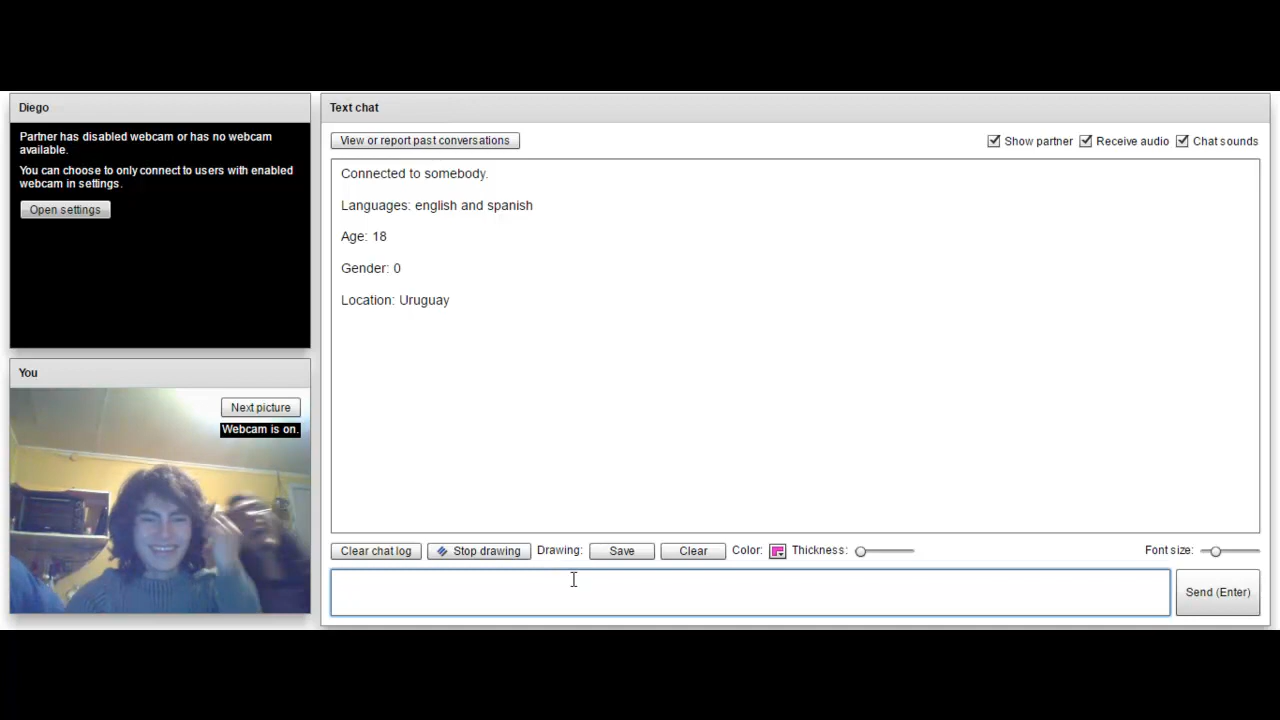 Diego
Partner has disabled webcam or has no webcam
available.
You can choose to only connect to users with enabled
webcam in settings.
Open settings
You
Next picture
Webcam is on.
Text chat
View or report past conversations
Show partner
Receive audio
Chat sounds
Connected to somebody.
Languages: english and spanish
Age: 18
Gender: 0
Location: Uruguay
Clear chat log
Stop drawing
Drawing:
Save
Clear
Color:
Thickness:
Font size:
Send (Enter)